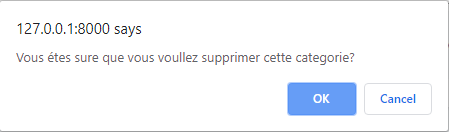 127.0.0.1:8000 says
Vous étes sure que vous voullez supprimer cette categorie?
OK
Cancel